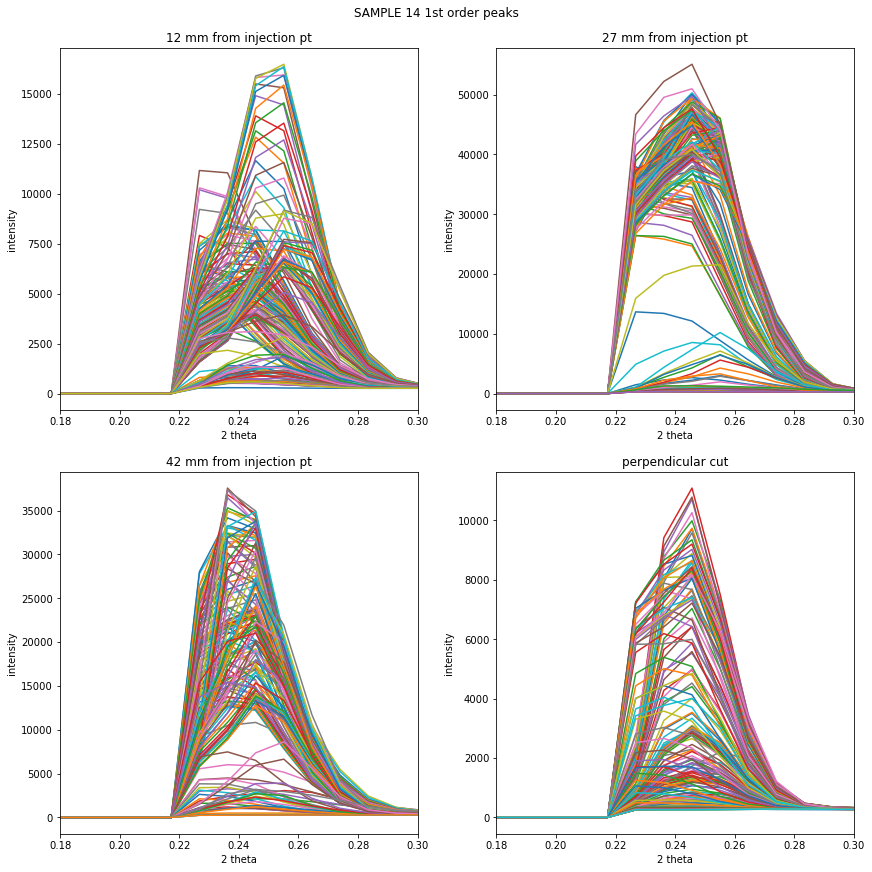 SAMPLE 14 1st order peaks
12 mm from injection pt
27 mm from injection pt
intensity
15000
12500
10000
7500
5000
2500
0
0.18 0.20 0.22 0.24 0.26 0.28 0.30
2 theta
intensity
50000
40000
30000
20000
10000
0
0.18 0.20 0.22 0.24 0.26 0.28 0.30
2 theta
42 mm from injection pt
perpendicular cut
intensity
35000
30000
25000
20000
15000
10000
5000
0
0.18 0.20 0.22 0.24 0.26 0.28 0.30
2 theta
intensity
10000
8000
6000
4000
2000
0
0.18 0.20 0.22 0.24 0.26 0.28 0.30
2 theta